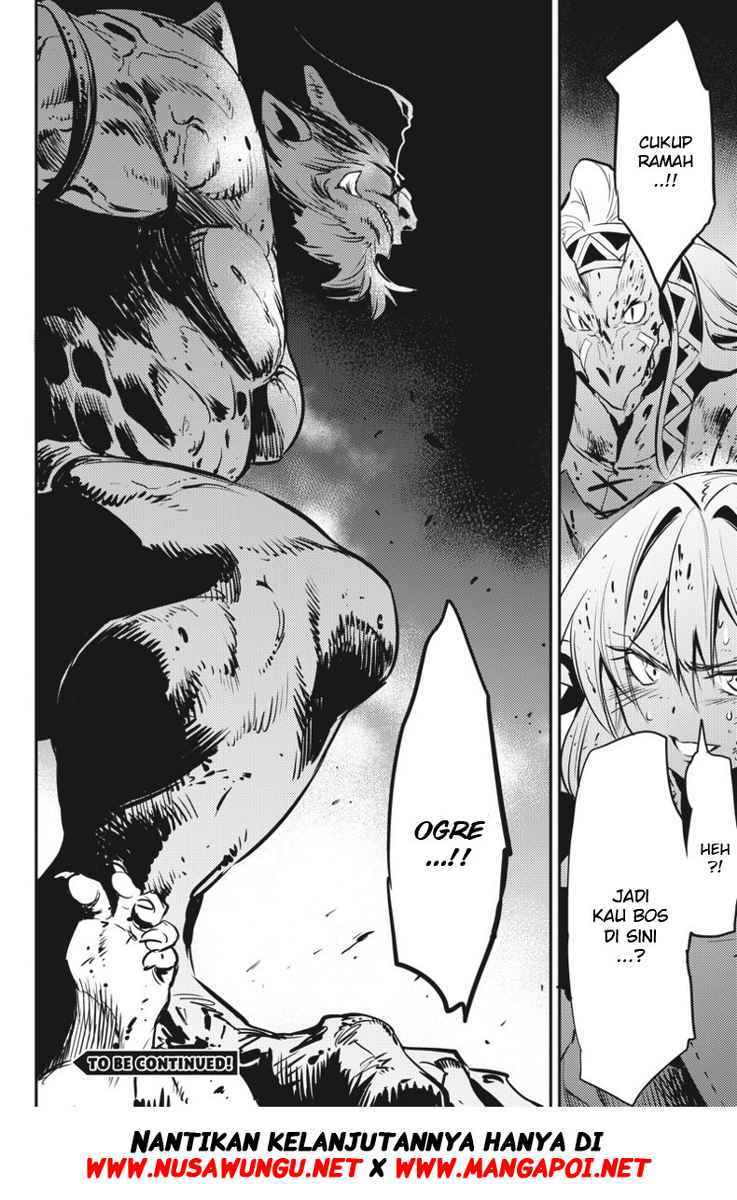 CUKUP
RAMAH
..!!
HEH
?!
JADI
KAU BOS
DI SINI
...?
OGRE
...!!
TO BE CONTINUED!
NANTIKAN KELANJUTANNYA HANYA DI
WWW.NUSAWUNGU.NET X WWW.MANGAPOI.NET